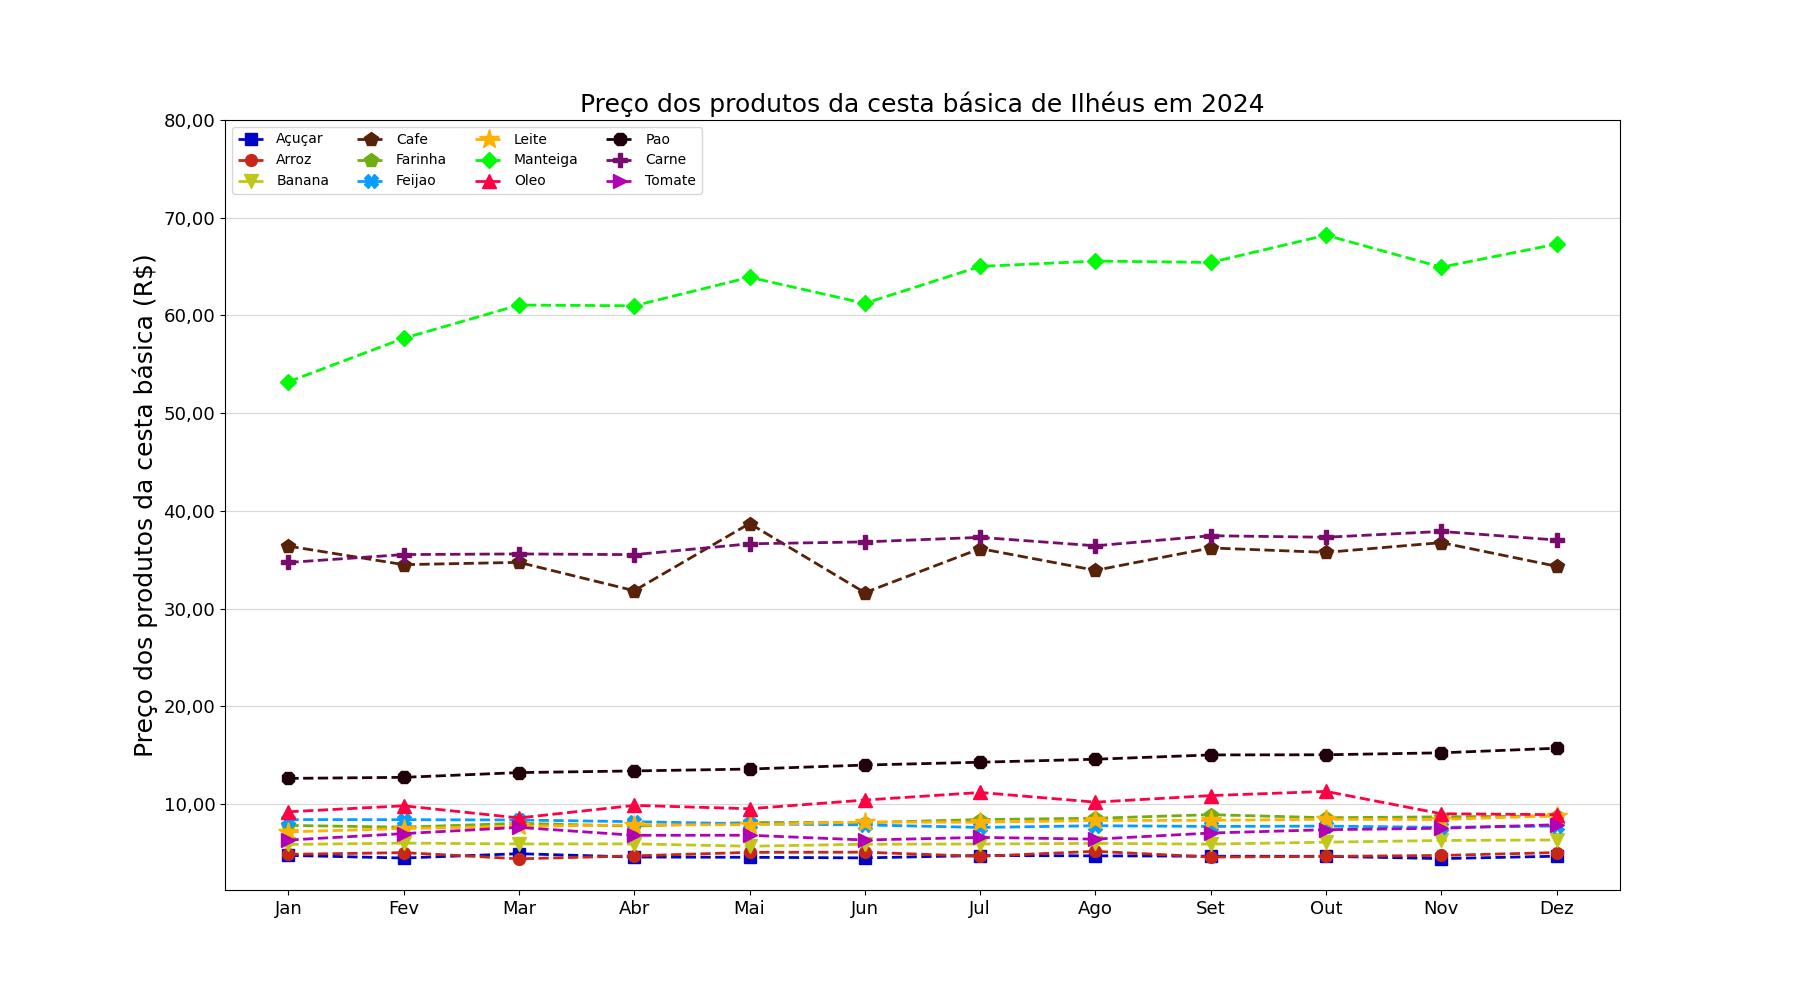 Preço dos produtos da cesta básica de Ilhéus em 2024
Preço dos produtos da cesta básica (R$)
80,00
70,00
60,00
50,00
40,00
30,00
20,00
10,00
Açuçar Cafe Leite Pao
Arroz Farinha Manteiga Carne
Banana Feijao Oleo Tomate
Jan Fev Mar Abr Mai Jun Jul Ago Set Out Nov Dez